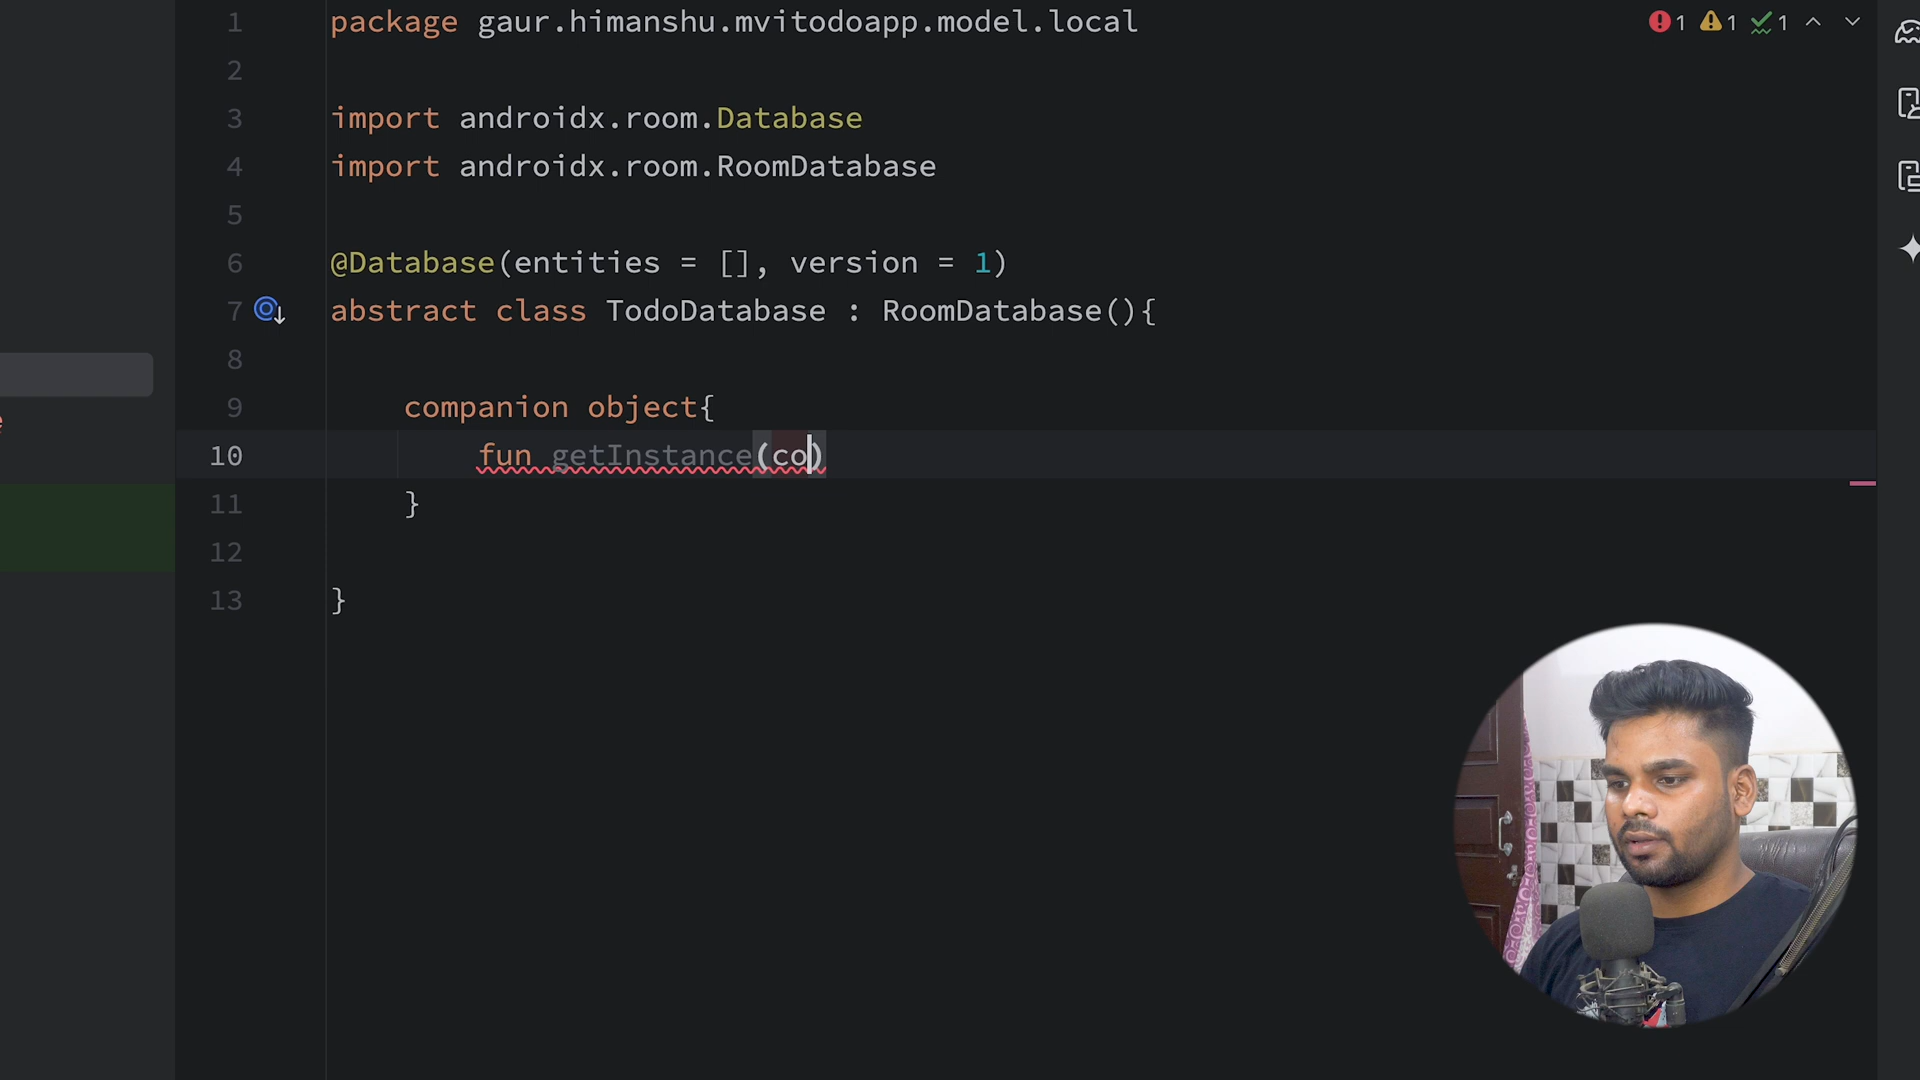 1 package gaur.himanshu.mvitodoapp.model.local
1 1 1
2
3 import androidx.room.Database
4 import androidx.room.RoomDatabase
5
6 @Database(entities = [], version = 1)
7 abstract class TodoDatabase : RoomDatabase(){
8
9 companion object{
10 fun getInstance(co)
11 }
12
13 }